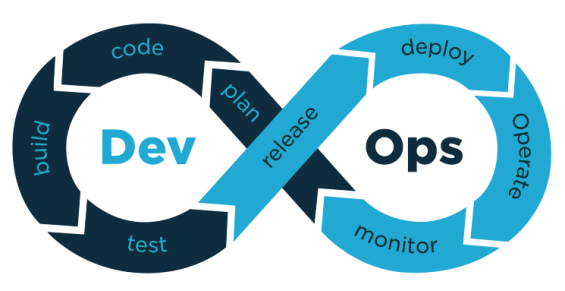 plan
code
build
test
release
deploy
Operate
monitor
Dev
Ops